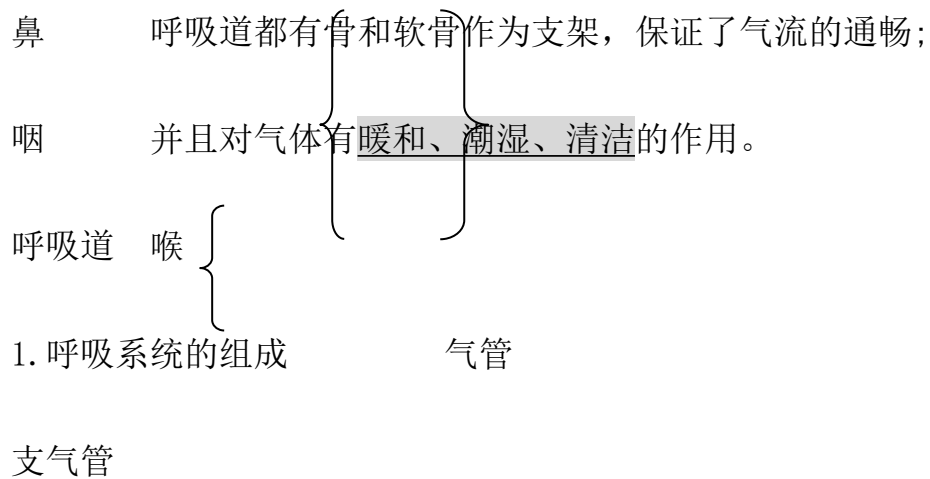 鼻 呼吸道都有骨和软骨作为支架，保证了气流的通畅;
咽 并且对气体有暖和、潮湿、清洁的作用。
呼吸道 喉
1.呼吸系统的组成 气管
支气管